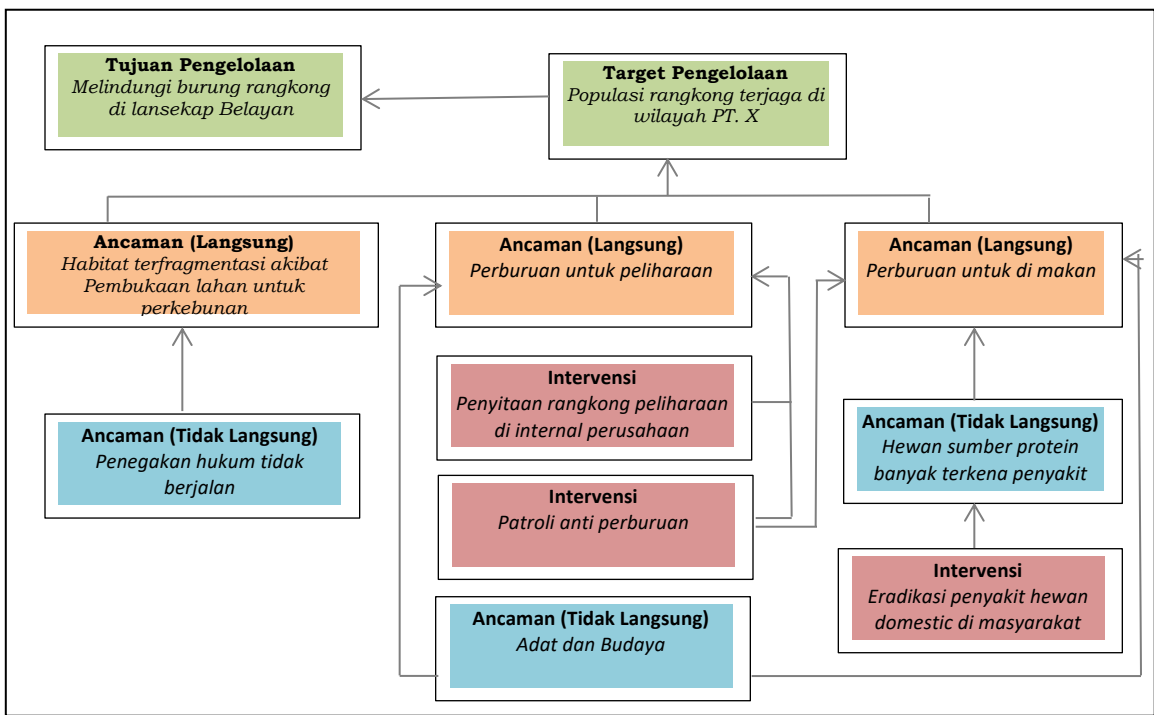 Tujuan Pengelolaan
Melindungi burung rangkong
di lansekap Belayan
Target Pengelolaan
Populasi rangkong terjaga di
wilayah PT. X
Ancaman (Langsung)
Habitat terfragmentasi akibat
Pembukaan lahan untuk
perkebunan
Ancaman (Langsung)
Perburuan untuk peliharaan
Ancaman (Langsung)
Perburuan untuk di makan
Intervensi
Penyitaan rangkong peliharaan
di internal perusahaan
Ancaman (Tidak Langsung)
Penegakan hukum tidak
berjalan
Ancaman (Tidak Langsung)
Hewan sumber protein
banyak terkena penyakit
Intervensi
Patroli anti perburuan
Intervensi
Eradikasi penyakit hewan
domestic di masyarakat
Ancaman (Tidak Langsung)
Adat dan Budaya